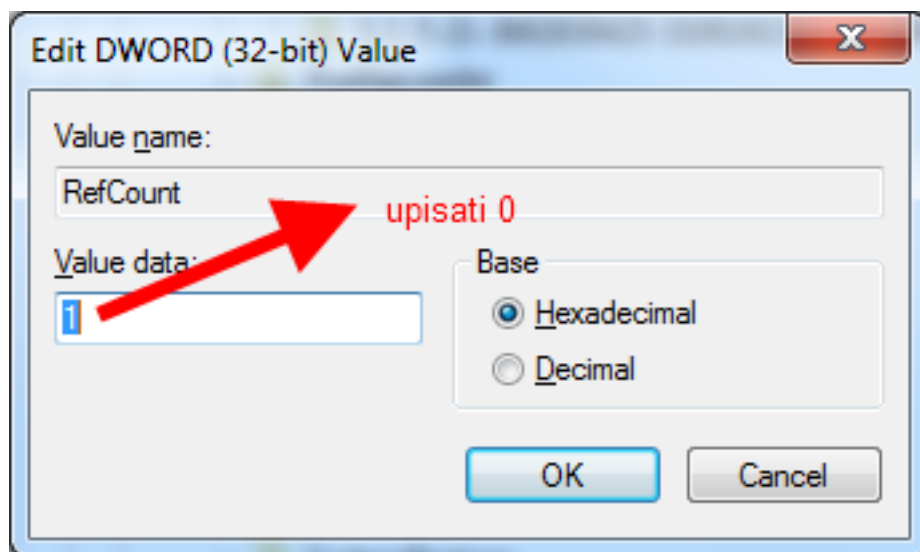 Edit DWORD (32-bit) Value
Value name:
RefCount
upisati 0
Value data:
1
Base
Hexadecimal
Decimal
OK
Cancel